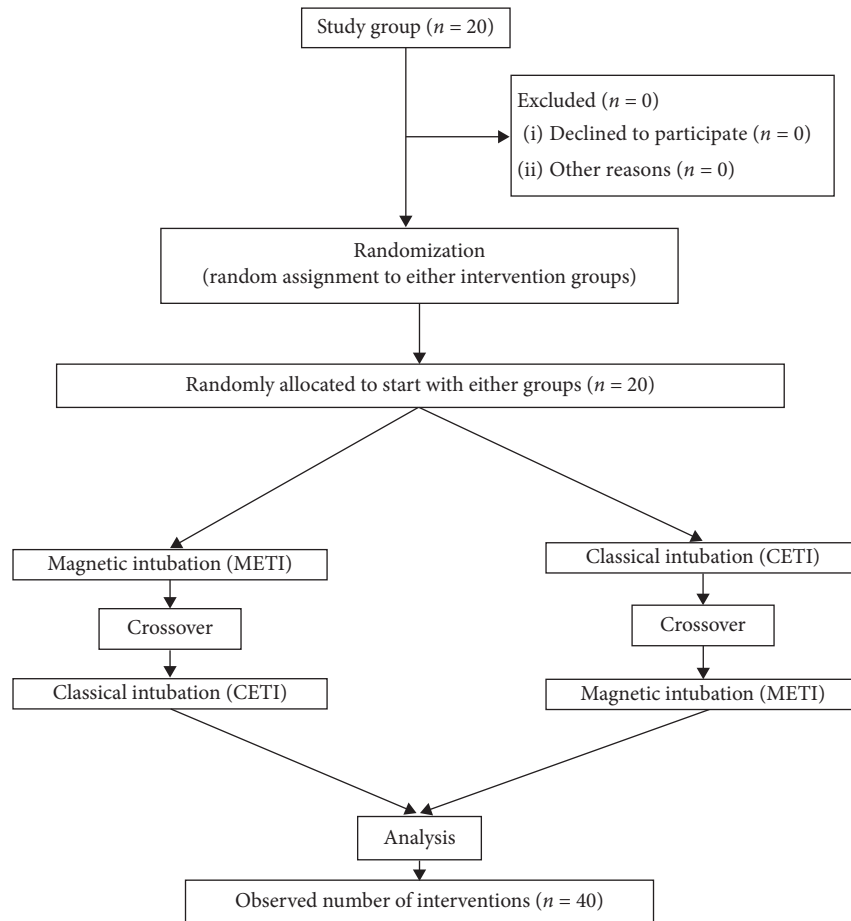 Study group (n = 20)
Excluded (n = 0)
(i) Declined to participate (n = 0)
(ii) Other reasons (n = 0)
Randomization
(random assignment to either intervention groups)
Randomly allocated to start with either groups (n = 20)
Magnetic intubation (METI)
Crossover
Classical intubation (CETI)
Classical intubation (CETI)
Crossover
Magnetic intubation (METI)
Analysis
Observed number of interventions (n = 40)